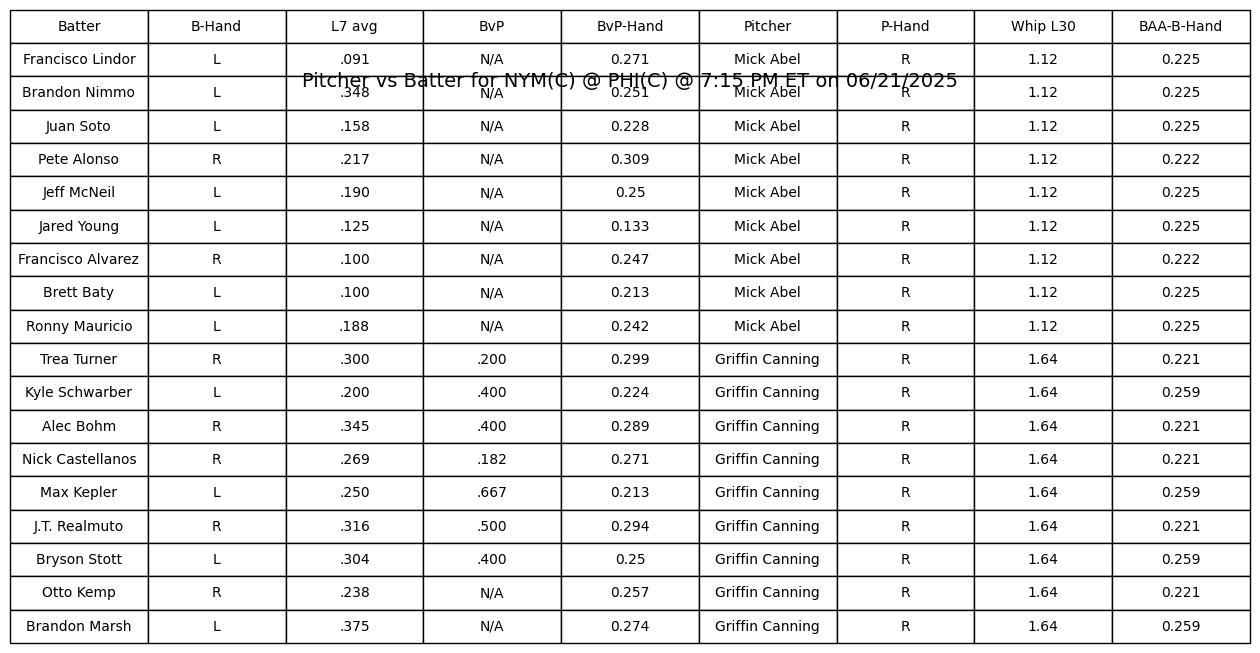 Batter B-Hand L7 avg BvP BvP-Hand Pitcher P-Hand Whip L30 BAA-B-Hand
Francisco Lindor L .091 N/A 0.271 Mick Abel R 1.12 0.225
Pitcher vs Batter for NYM(C) @ PHI(C) @ 7:15 PM ET on 06/21/2025
Brandon Nimmo L .348 N/A 0.251 Mick Abel R 1.12 0.225
Juan Soto L .158 N/A 0.228 Mick Abel R 1.12 0.225
Pete Alonso R .217 N/A 0.309 Mick Abel R 1.12 0.222
Jeff McNeil L .190 N/A 0.25 Mick Abel R 1.12 0.225
Jared Young L .125 N/A 0.133 Mick Abel R 1.12 0.225
Francisco Alvarez R .100 N/A 0.247 Mick Abel R 1.12 0.222
Brett Baty L .100 N/A 0.213 Mick Abel R 1.12 0.225
Ronny Mauricio L .188 N/A 0.242 Mick Abel R 1.12 0.225
Trea Turner R .300 .200 0.299 Griffin Canning R 1.64 0.221
Kyle Schwarber L .200 .400 0.224 Griffin Canning R 1.64 0.259
Alec Bohm R .345 .400 0.289 Griffin Canning R 1.64 0.221
Nick Castellanos R .269 .182 0.271 Griffin Canning R 1.64 0.221
Max Kepler L .250 .667 0.213 Griffin Canning R 1.64 0.259
J.T. Realmuto R .316 .500 0.294 Griffin Canning R 1.64 0.221
Bryson Stott L .304 .400 0.25 Griffin Canning R 1.64 0.259
Otto Kemp R .238 N/A 0.257 Griffin Canning R 1.64 0.221
Brandon Marsh L .375 N/A 0.274 Griffin Canning R 1.64 0.259